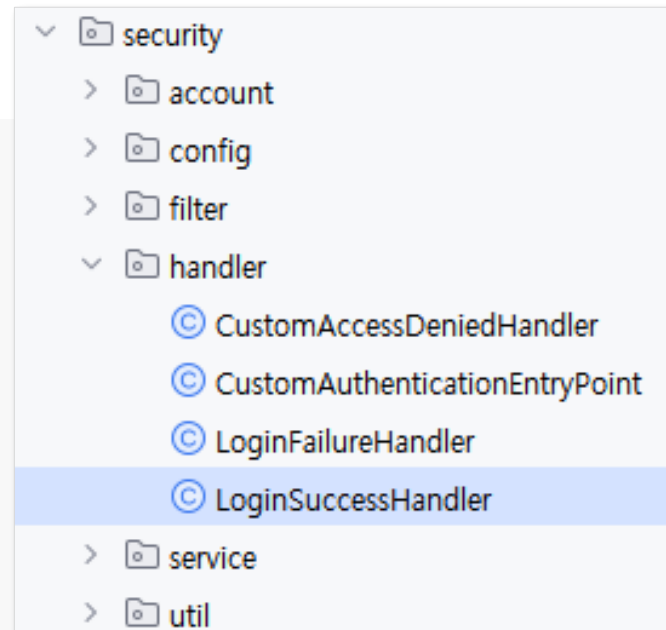 security
account
config
filter
handler
CustomAccessDeniedHandler
CustomAuthenticationEntryPoint
LoginFailureHandler
LoginSuccessHandler
service
util